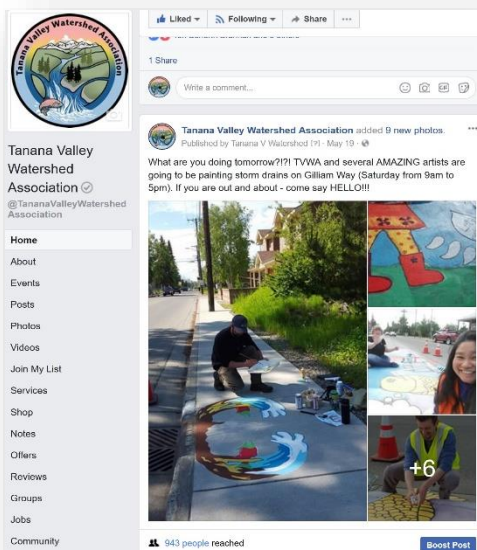 Tanana Valley Watershed Association
Tanana Valley
Watershed
Association
@TananaValleyWatershed
Association
Home
About
Events
Posts
Photos
Videos
Join My List
Services
Shop
Notes
Offers
Reviews
Groups
Jobs
Community
Liked
Following
Share
1 Share
Write a comment...
GIF
Tanana Valley Watershed Association added 9 new photos.
Published by Tanana V Watershed [?] · May 19 ·
What are you doing tomorrow?!?! TVWA and several AMAZING artists are
going to be painting storm drains on Gilliam Way (Saturday from 9am to
5pm). If you are out and about - come say HELLO!!!
+6
943 people reached
Boost Post